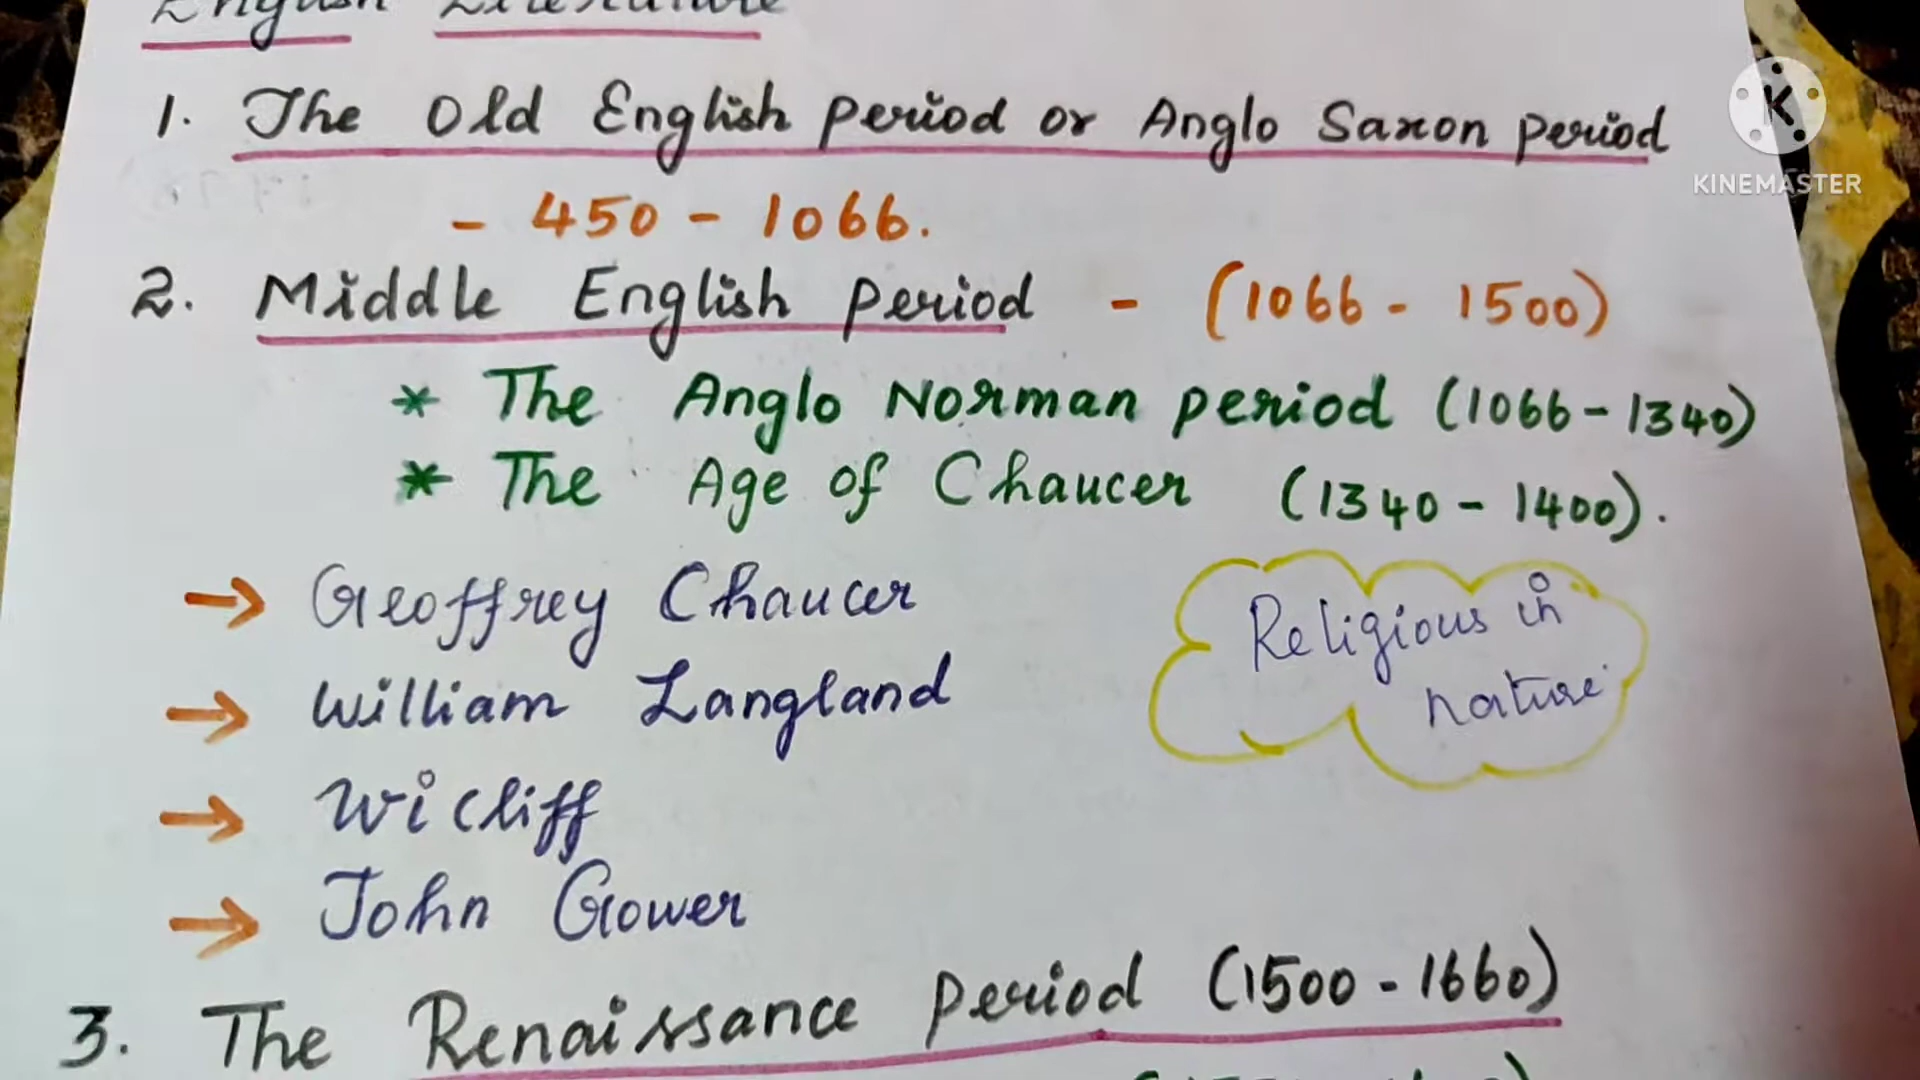 English Literature
1. The Old English Period or Anglo Saxon Period
- 450 - 1066.
2. Middle English Period - (1066 - 1500)
* The Anglo Norman period (1066 - 1340)
* The Age of Chaucer (1340 - 1400).
→ Geoffrey Chaucer
→ William Langland
→ Wicliff
→ John Gower
Religious in
nature
3. The Renaissance Period (1500 - 1660)
K
KINEMASTER